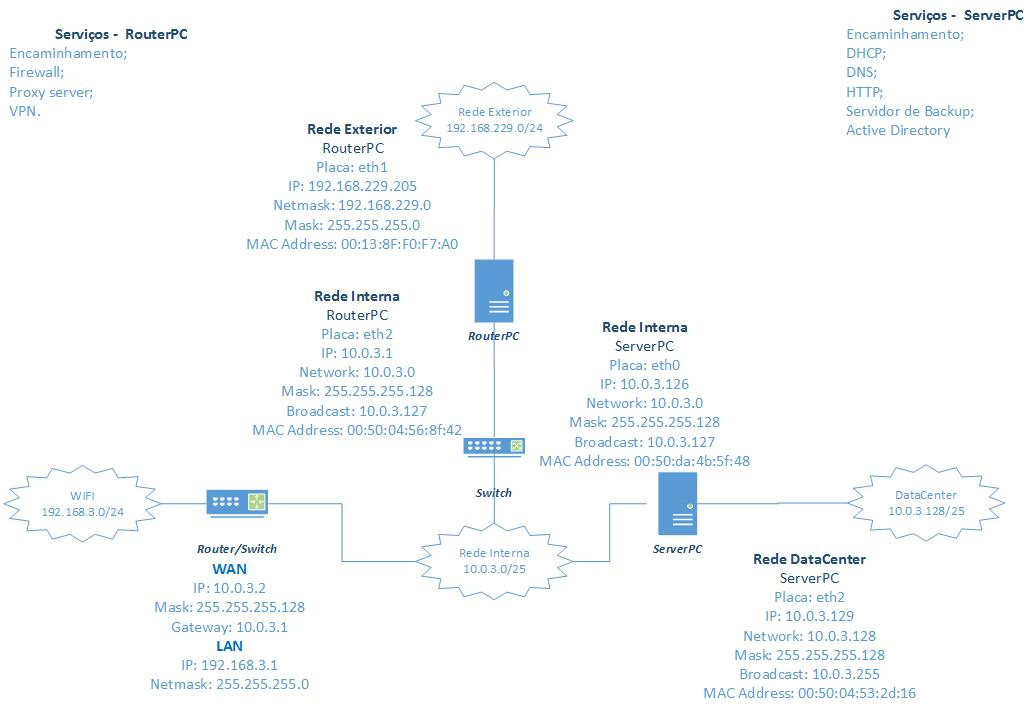 Serviços - RouterPC
Encaminhamento;
Firewall;
Proxy server;
VPN.
Serviços - ServerPC
Encaminhamento;
DHCP;
DNS;
HTTP;
Servidor de Backup;
Active Directory
Rede Exterior
192.168.229.0/24
Rede Exterior
RouterPC
Placa: eth1
IP: 192.168.229.205
Netmask: 192.168.229.0
Mask: 255.255.255.0
MAC Address: 00:13:8F:F0:F7:A0
RouterPC
Rede Interna
RouterPC
Placa: eth2
IP: 10.0.3.1
Network: 10.0.3.0
Mask: 255.255.255.128
Broadcast: 10.0.3.127
MAC Address: 00:50:04:56:8f:42
Rede Interna
ServerPC
Placa: eth0
IP: 10.0.3.126
Network: 10.0.3.0
Mask: 255.255.255.128
Broadcast: 10.0.3.127
MAC Address: 00:50:da:4b:5f:48
Switch
WIFI
192.168.3.0/24
Router/Switch
WAN
IP: 10.0.3.2
Mask: 255.255.255.128
Gateway: 10.0.3.1
LAN
IP: 192.168.3.1
Netmask: 255.255.255.0
Rede Interna
10.0.3.0/25
ServerPC
DataCenter
10.0.3.128/25
Rede DataCenter
ServerPC
Placa: eth2
IP: 10.0.3.129
Network: 10.0.3.128
Mask: 255.255.255.128
Broadcast: 10.0.3.255
MAC Address: 00:50:04:53:2d:16